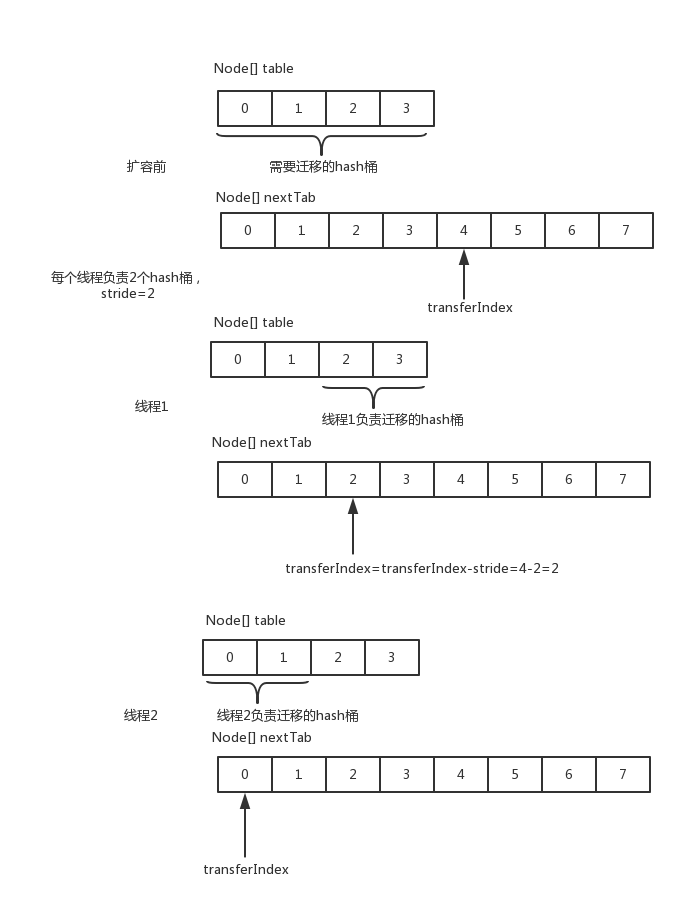 Node[] table
0 1 2 3
扩容前
需要迁移的hash桶
Node[] nextTab
0 1 2 3 4 5 6 7
每个线程负责2个hash桶，
stride=2
transferIndex
Node[] table
0 1 2 3
线程1
线程1负责迁移的hash桶
Node[] nextTab
0 1 2 3 4 5 6 7
transferIndex=transferIndex-stride=4-2=2
Node[] table
0 1 2 3
线程2
线程2负责迁移的hash桶
Node[] nextTab
0 1 2 3 4 5 6 7
transferIndex